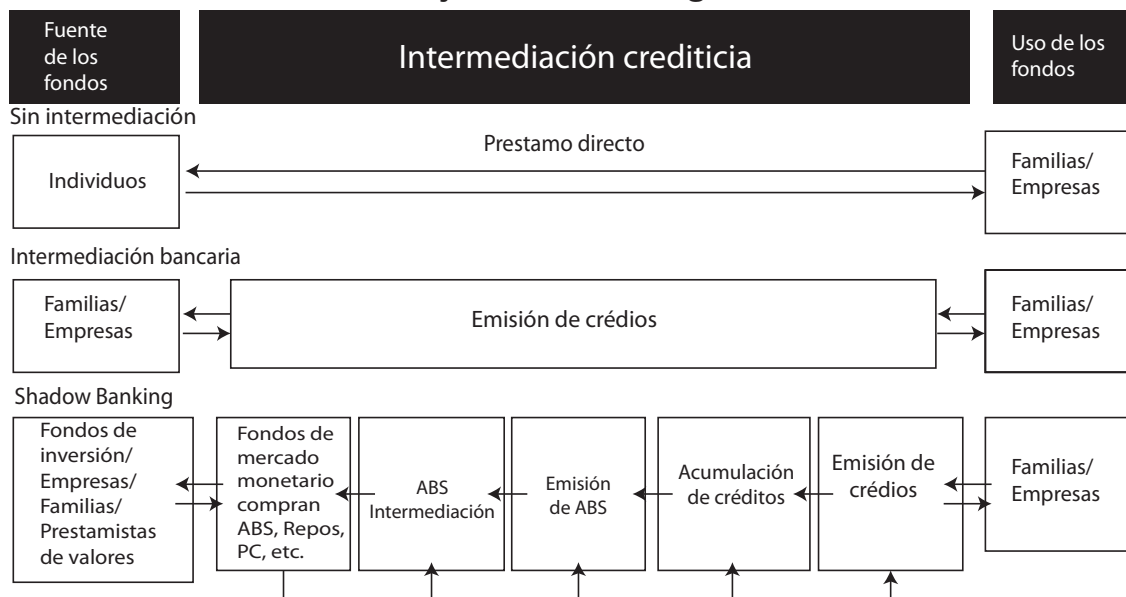 Fuente
de los
fondos
Intermediación crediticia
Uso de los
fondos
Sin intermediación
Individuos
Prestamo directo
Familias/
Empresas
Intermediación bancaria
Familias/
Empresas
Emisión de crédios
Familias/
Empresas
Shadow Banking
Fondos de
inversión/
Empresas/
Familias/
Prestamistas
de valores
Fondos de
mercado
monetario
compran
ABS, Repos,
PC, etc.
ABS
Intermediación
Emisión
de ABS
Acumulación
de créditos
Emisión de
crédios
Familias/
Empresas